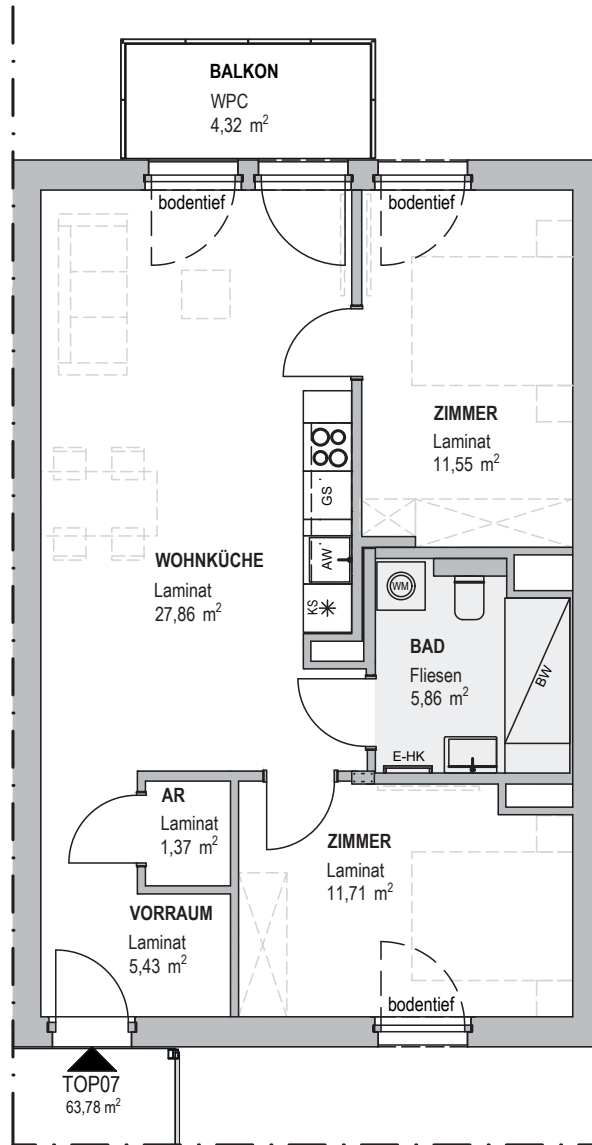 BALKON
WPC
4,32 m²
bodentief
bodentief
ZIMMER
Laminat
11,55 m²
GS
AW
KS
WOHNKÜCHE
Laminat
27,86 m²
WM
BAD
Fliesen
5,86 m²
BW
E-HK
AR
Laminat
1,37 m²
ZIMMER
Laminat
11,71 m²
VORRAUM
Laminat
5,43 m²
bodentief
TOP07
63,78 m²